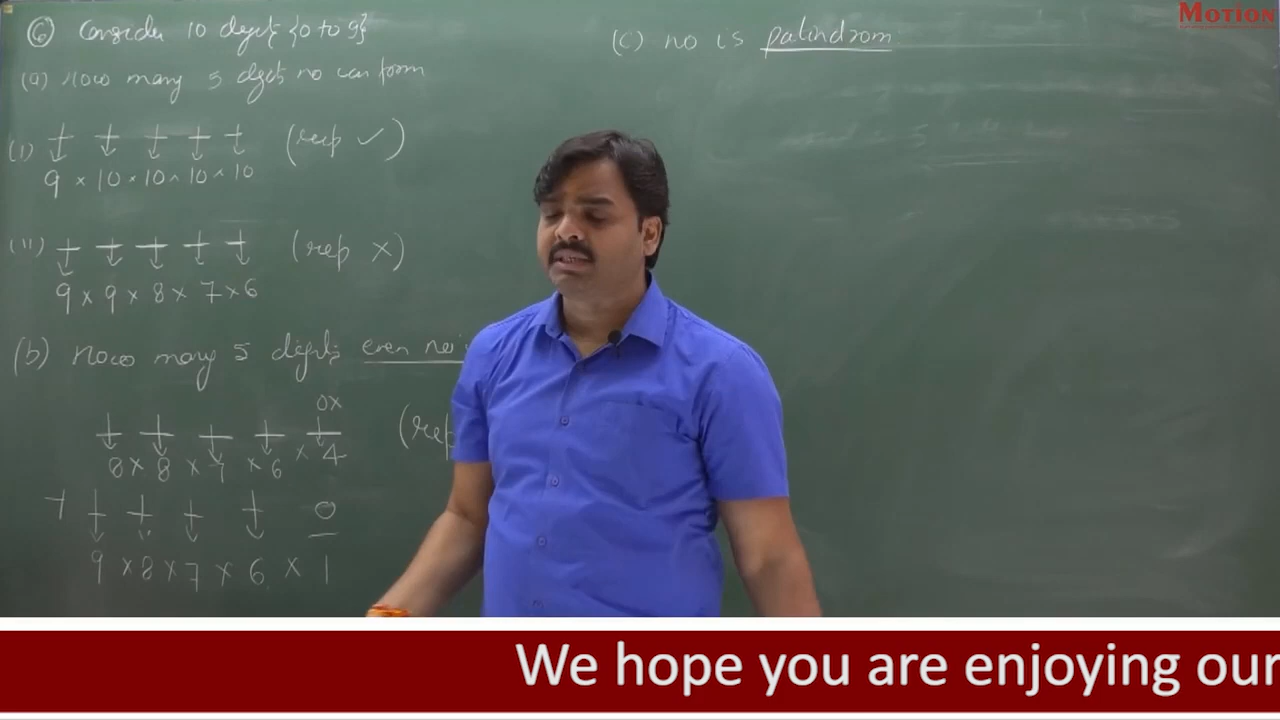 (6) Consider 10 digits {0 to 9}
(a) How many 5 digits no can form
(i) 9 × 10 × 10 × 10 × 10 (rep ✓)
(ii) 9 × 9 × 8 × 7 × 6 (rep ×)
(b) How many 5 digits even no
0×
8 × 8 × 7 × 6 × 4 (rep
+ 0
9 × 8 × 7 × 6 × 1
(c) no is palindrom
MOTION
We hope you are enjoying our